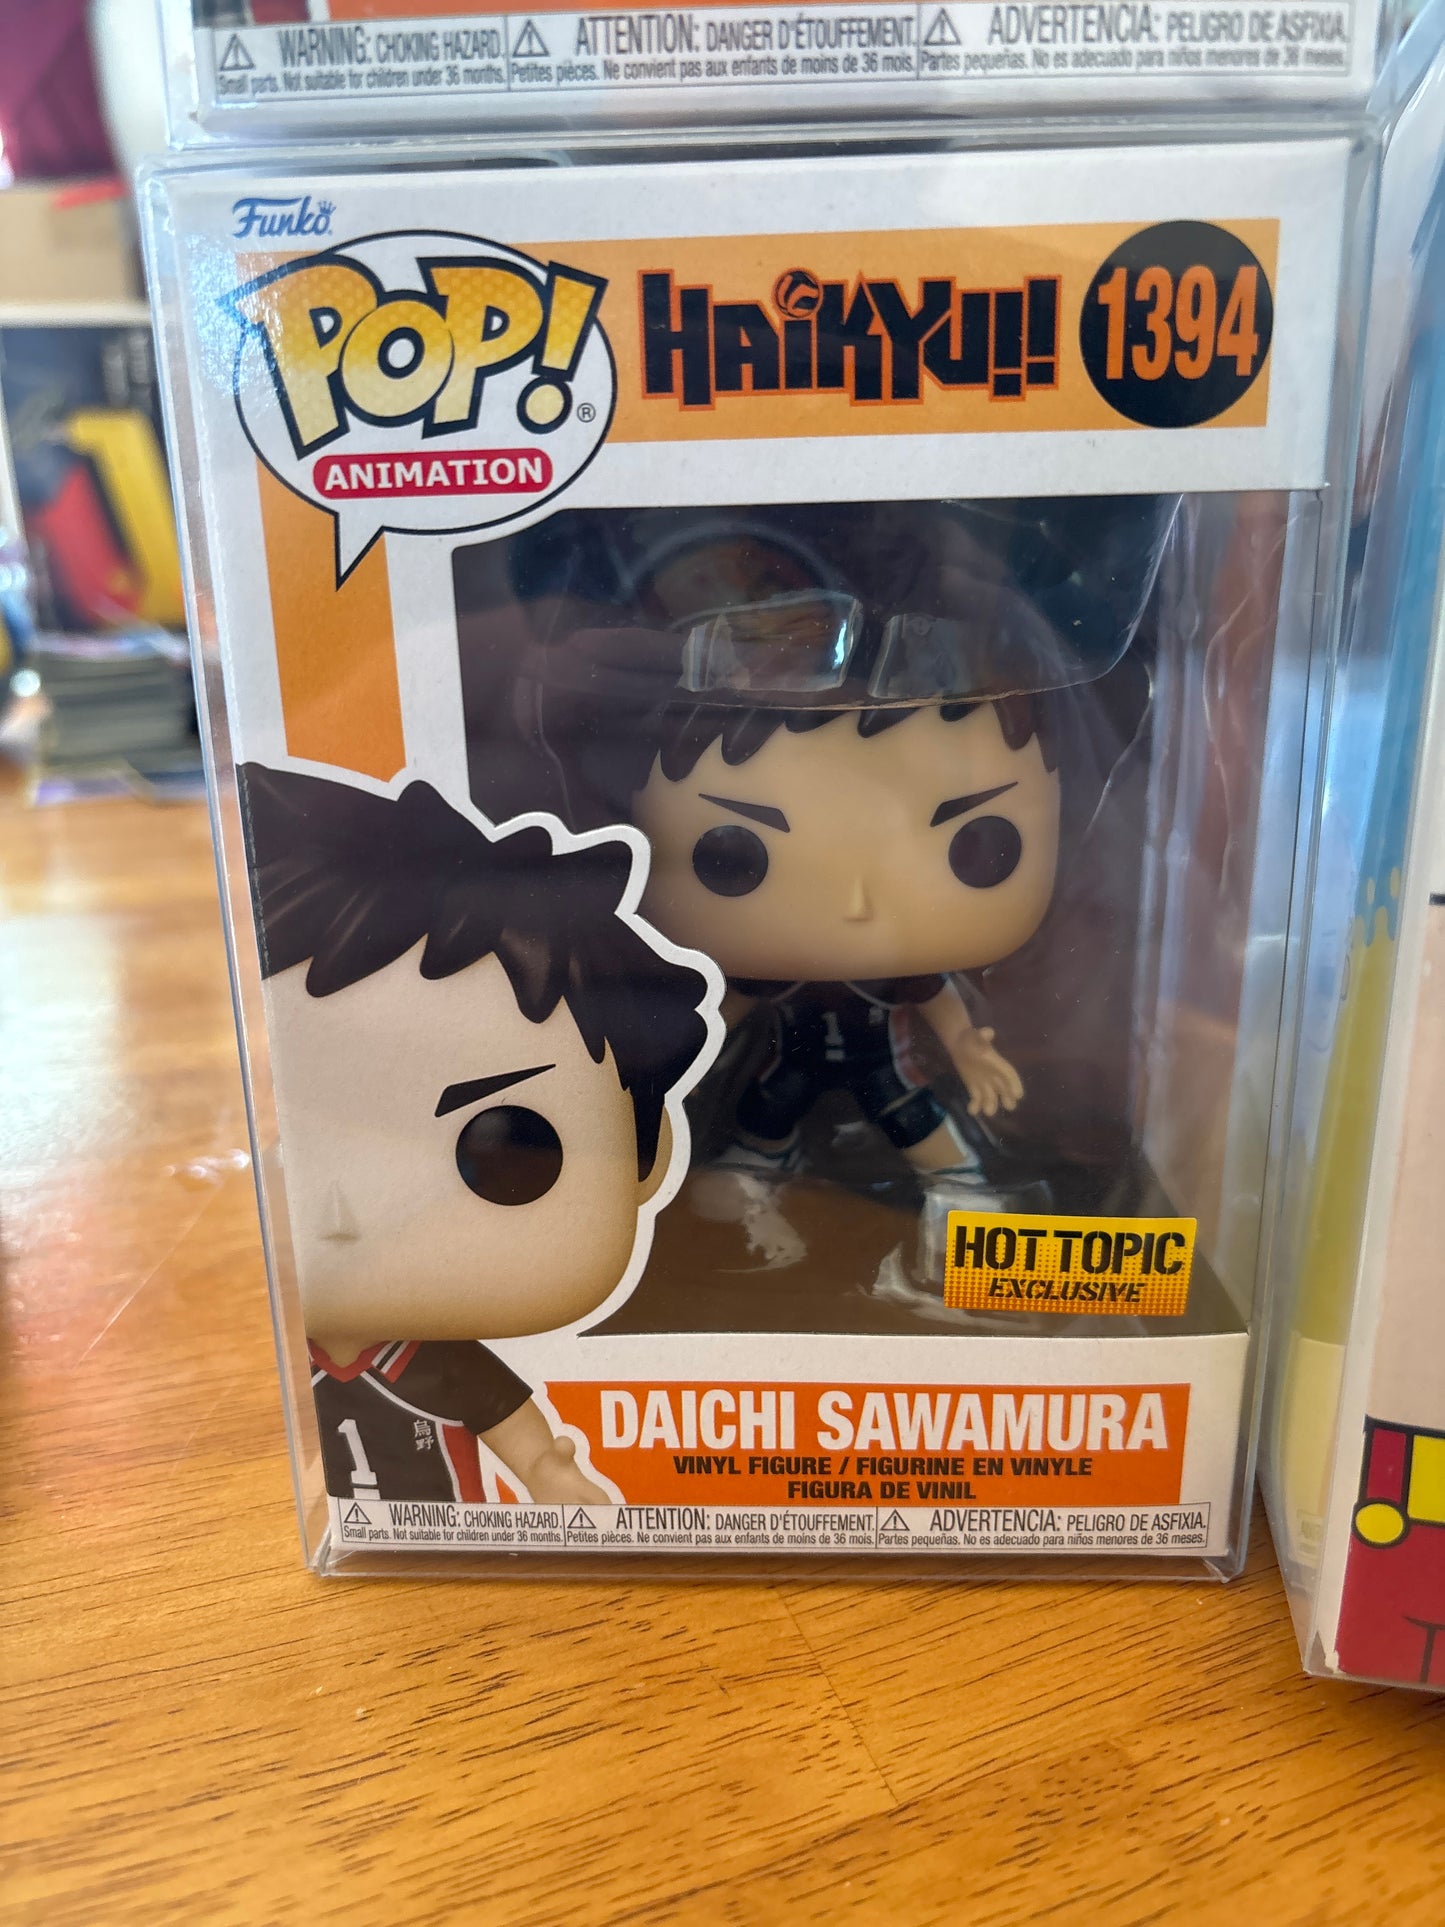 WARNING: CHOKING HAZARD.
Small parts. Not suitable for children under 36 months.
ATTENTION: DANGER D'ÉTOUFFEMENT.
Petites pièces. Ne convient pas aux enfants de moins de 36 mois.
ADVERTENCIA: PELIGRO DE ASFIXIA.
Partes pequeñas. No es adecuado para niños menores de 36 meses.
Funko
POP!®
ANIMATION
HAIKYU!!
1394
1
1
烏野
HOT TOPIC
EXCLUSIVE
DAICHI SAWAMURA
VINYL FIGURE / FIGURINE EN VINYLE
FIGURA DE VINIL
WARNING: CHOKING HAZARD.
Small parts. Not suitable for children under 36 months.
ATTENTION: DANGER D'ÉTOUFFEMENT.
Petites pièces. Ne convient pas aux enfants de moins de 36 mois.
ADVERTENCIA: PELIGRO DE ASFIXIA.
Partes pequeñas. No es adecuado para niños menores de 36 meses.